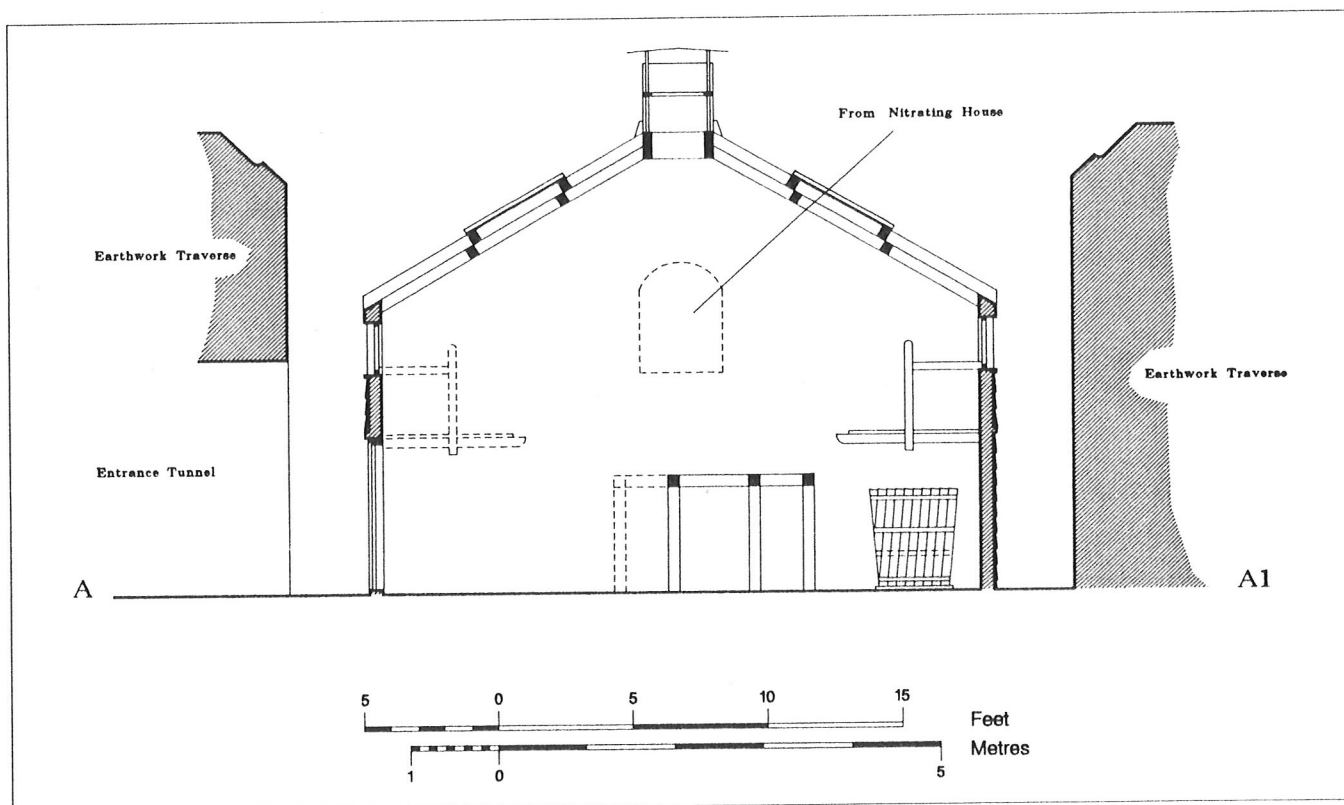 From Nitrating House
Earthwork Traverse
Earthwork Traverse
Entrance Tunnel
A
A1
5 0 5 10 15
Feet
Metres
1 0 5